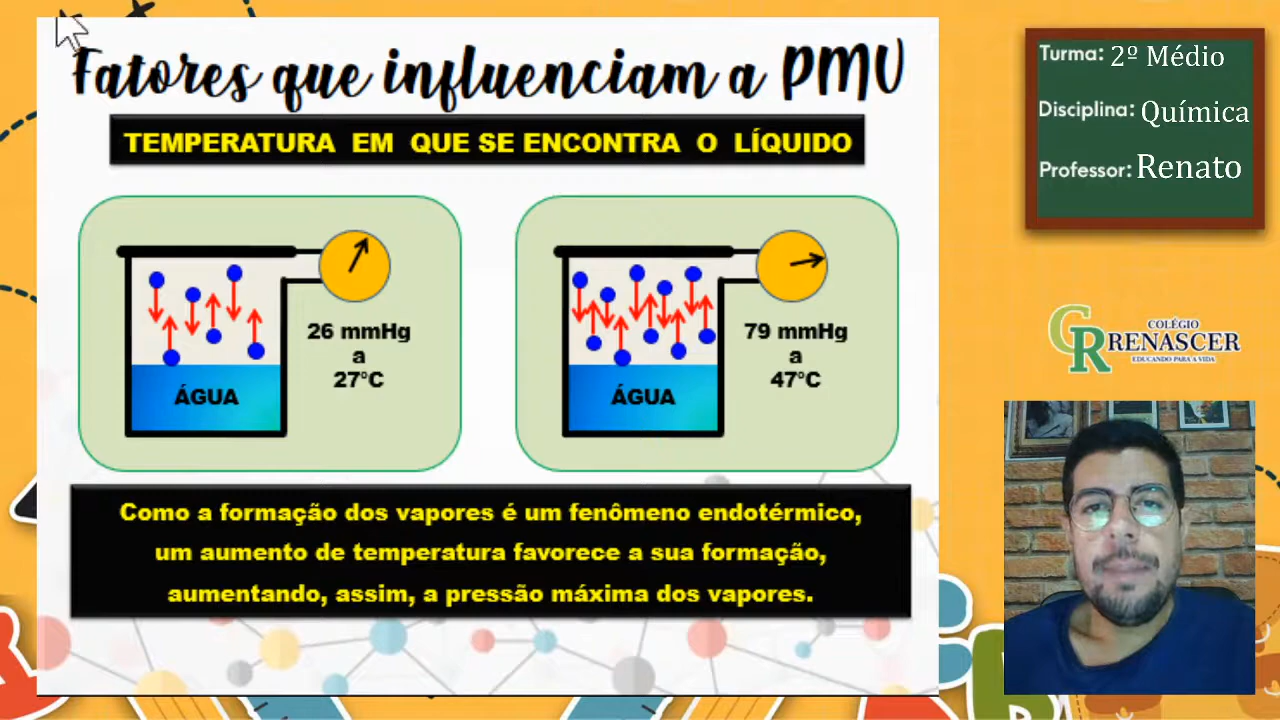 Fatores que influenciam a PMV
TEMPERATURA EM QUE SE ENCONTRA O LÍQUIDO
26 mmHg
a
27°C
ÁGUA
79 mmHg
a
47°C
ÁGUA
Como a formação dos vapores é um fenômeno endotérmico,
um aumento de temperatura favorece a sua formação,
aumentando, assim, a pressão máxima dos vapores.
Turma: 2º Médio
Disciplina: Química
Professor: Renato
CR
COLÉGIO
RENASCER
EDUCANDO PARA A VIDA